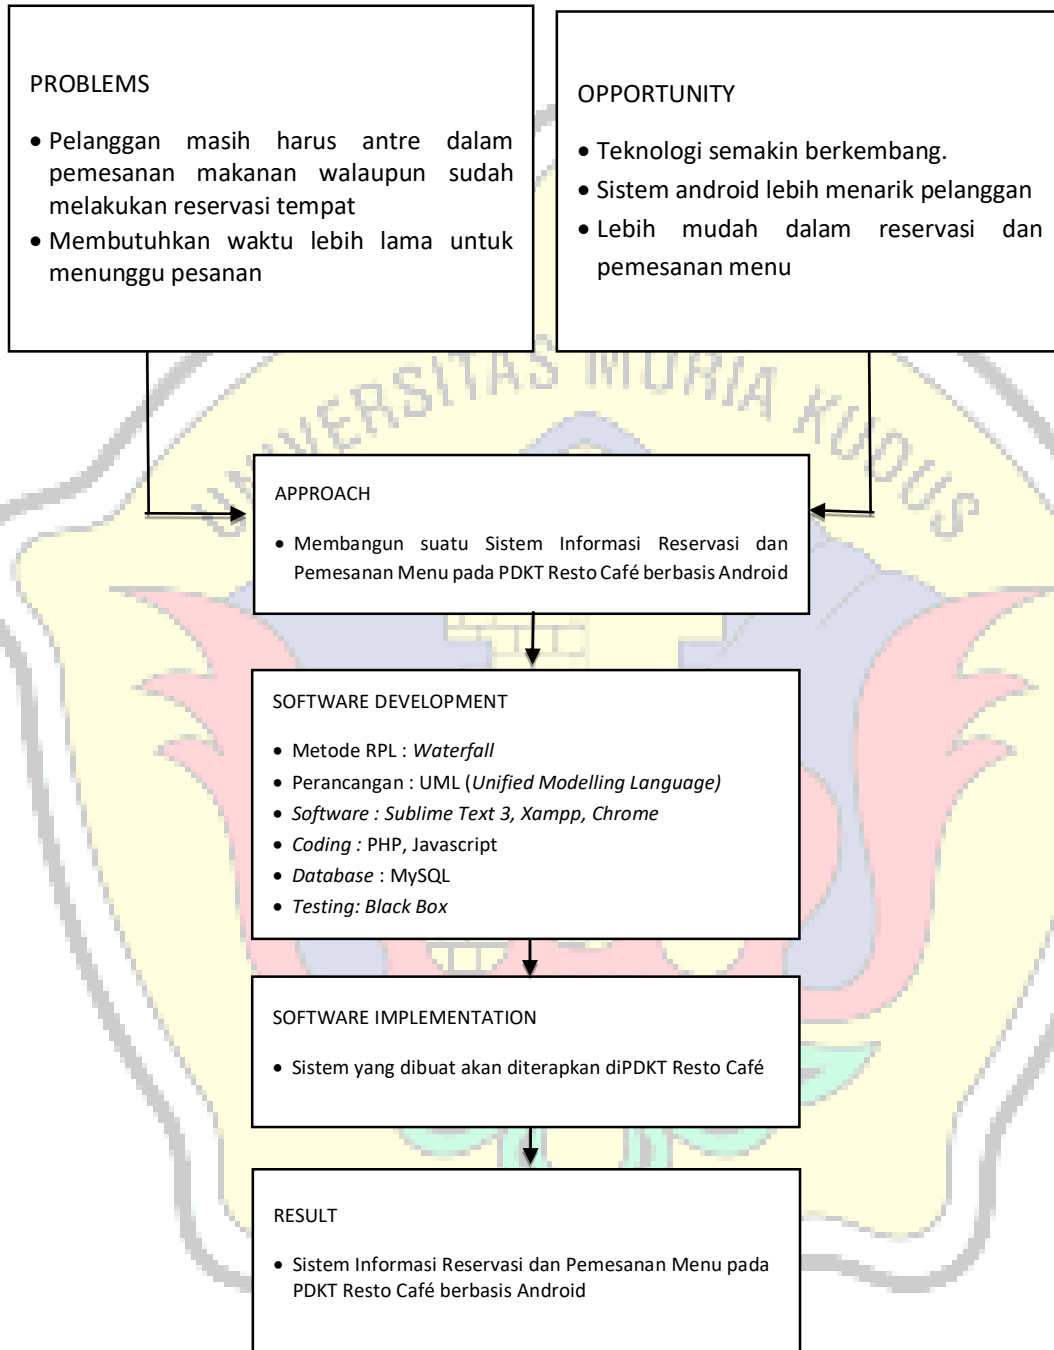 PROBLEMS
• Pelanggan masih harus antre dalam
pemesanan makanan walaupun sudah
melakukan reservasi tempat
• Membutuhkan waktu lebih lama untuk
menunggu pesanan
OPPORTUNITY
• Teknologi semakin berkembang.
• Sistem android lebih menarik pelanggan
• Lebih mudah dalam reservasi dan
pemesanan menu
UNIVERSITAS MURIA KUDUS
APPROACH
• Membangun suatu Sistem Informasi Reservasi dan
Pemesanan Menu pada PDKT Resto Café berbasis Android
SOFTWARE DEVELOPMENT
• Metode RPL : Waterfall
• Perancangan : UML (Unified Modelling Language)
• Software : Sublime Text 3, Xampp, Chrome
• Coding : PHP, Javascript
• Database : MySQL
• Testing: Black Box
SOFTWARE IMPLEMENTATION
• Sistem yang dibuat akan diterapkan diPDKT Resto Café
RESULT
• Sistem Informasi Reservasi dan Pemesanan Menu pada
PDKT Resto Café berbasis Android